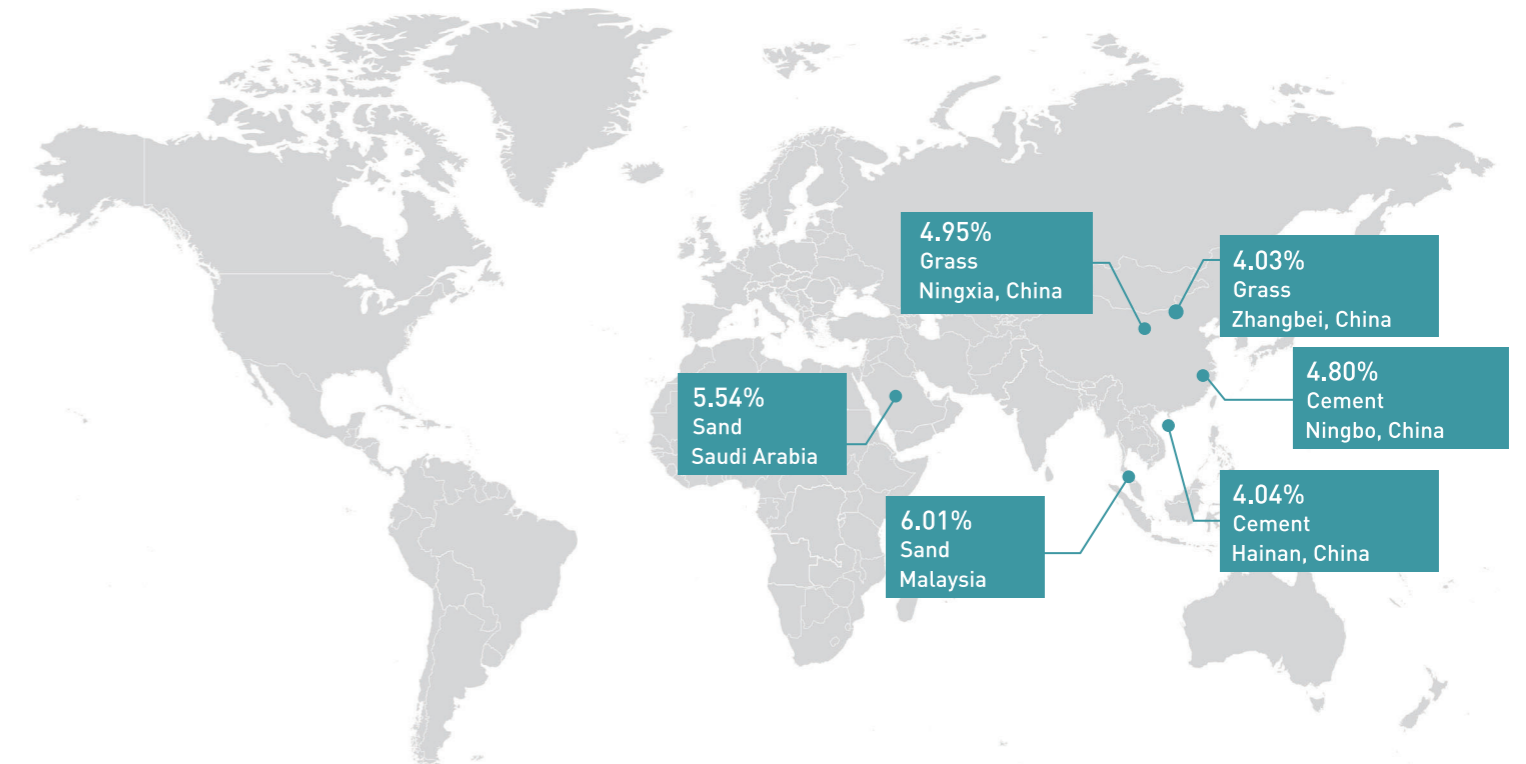 4.95%
Grass
Ningxia, China
4.03%
Grass
Zhangbei, China
4.80%
Cement
Ningbo, China
5.54%
Sand
Saudi Arabia
4.04%
Cement
Hainan, China
6.01%
Sand
Malaysia